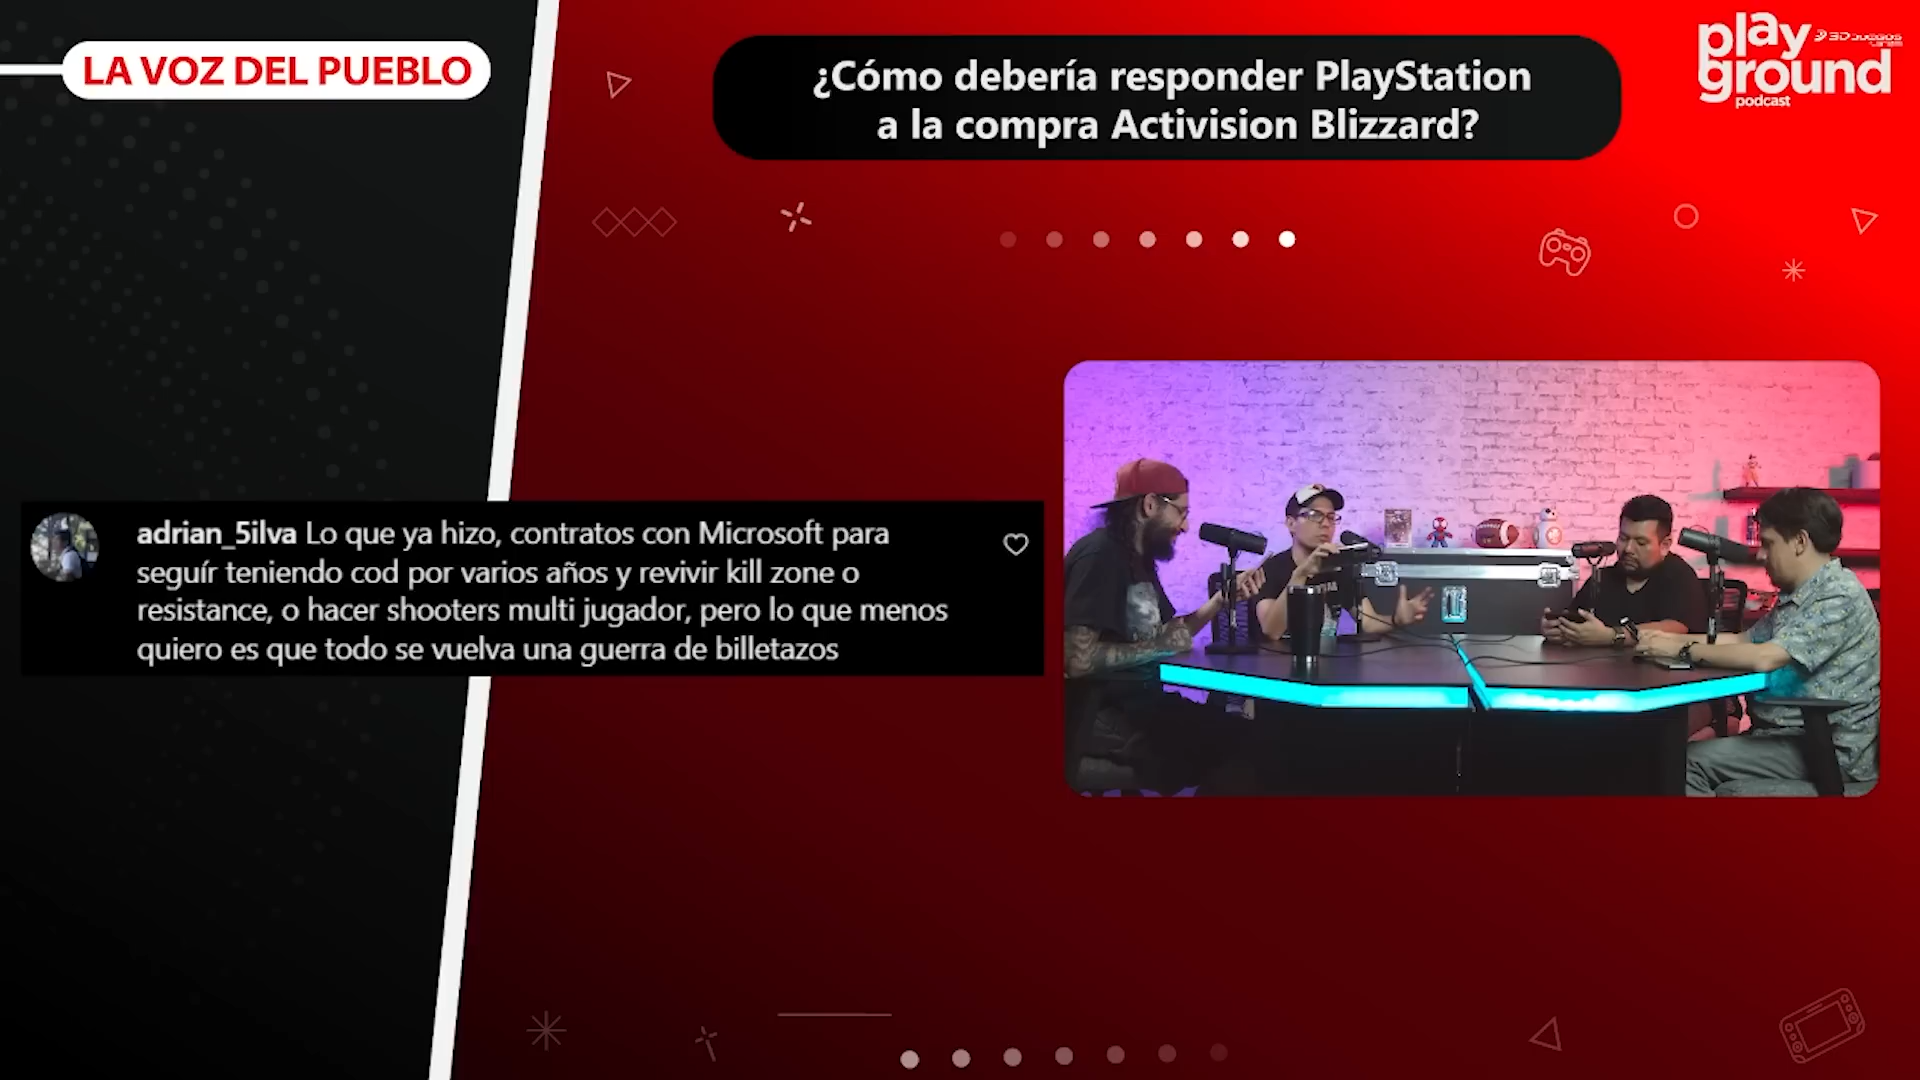 LA VOZ DEL PUEBLO
¿Cómo debería responder PlayStation
a la compra Activision Blizzard?
play
3DJUEGOS
ground
podcast
adrian_5ilva Lo que ya hizo, contratos con Microsoft para
seguír teniendo cod por varios años y revivir kill zone o
resistance, o hacer shooters multi jugador, pero lo que menos
quiero es que todo se vuelva una guerra de billetazos